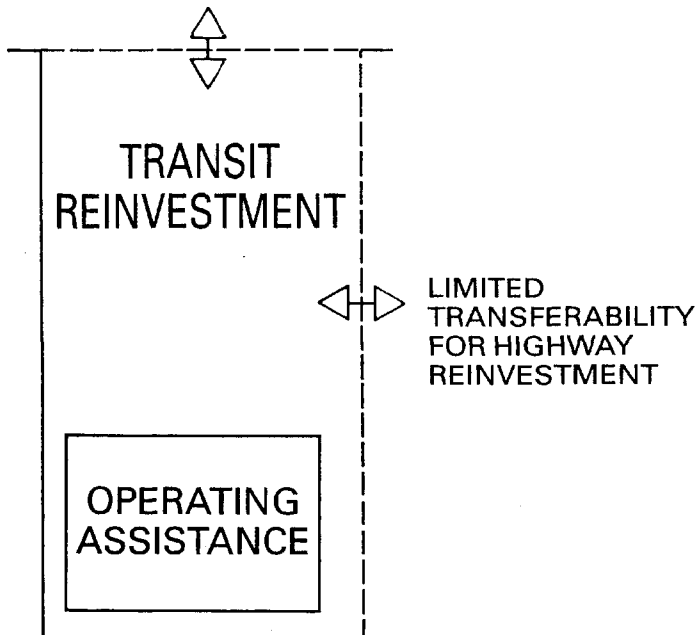 TRANSIT
REINVESTMENT
LIMITED
TRANSFERABILITY
FOR HIGHWAY
REINVESTMENT
OPERATING
ASSISTANCE